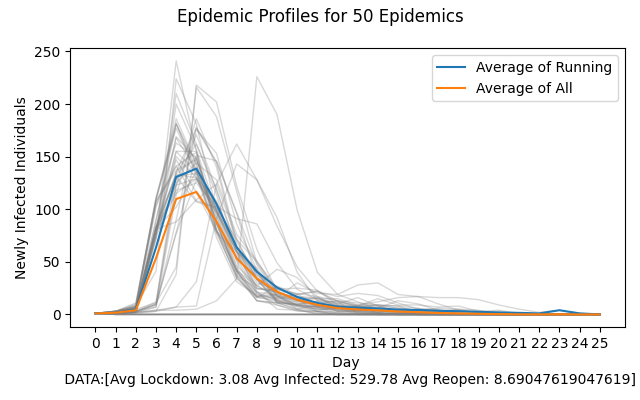 Epidemic Profiles for 50 Epidemics
250
200
150
100
50
0
Newly Infected Individuals
Average of Running
Average of All
0 1 2 3 4 5 6 7 8 9 10 11 12 13 14 15 16 17 18 19 20 21 22 23 24 25
Day
DATA:[Avg Lockdown: 3.08 Avg Infected: 529.78 Avg Reopen: 8.69047619047619]